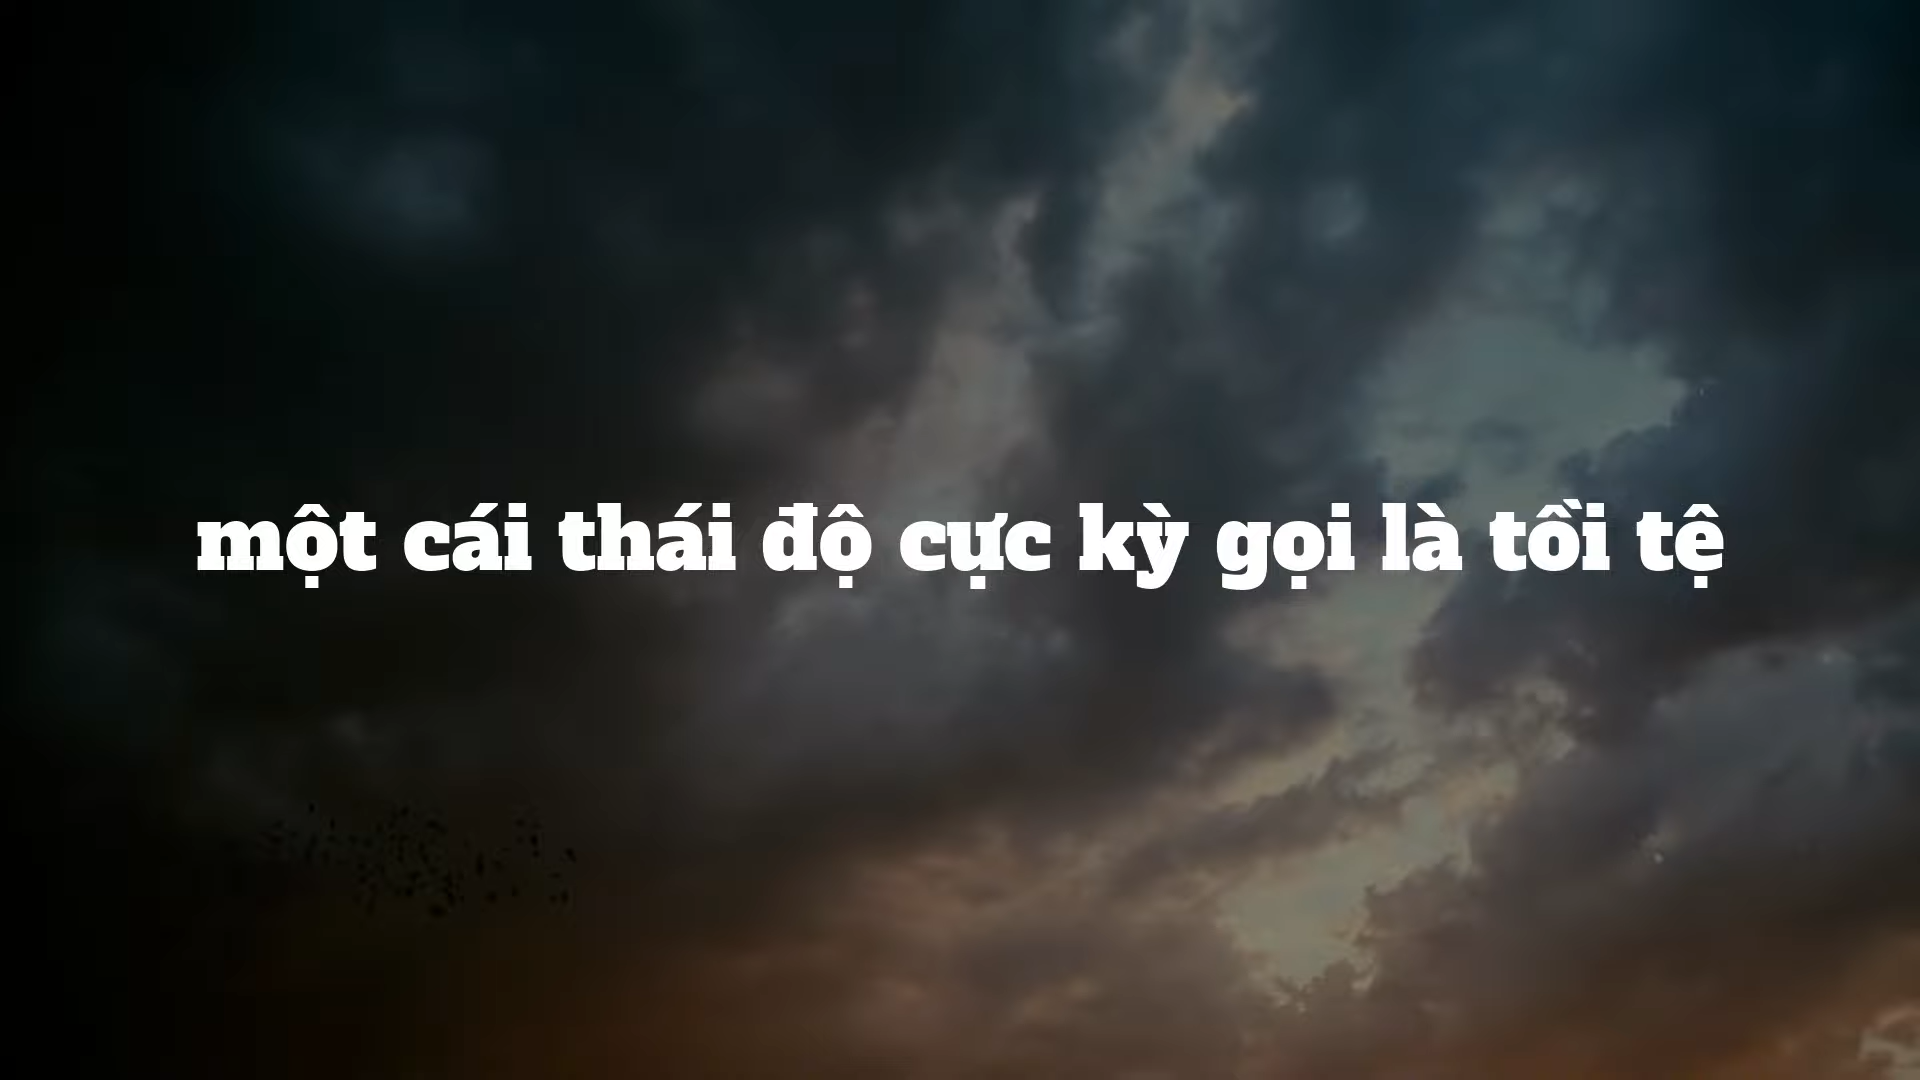 một cái thái độ cực kỳ gọi là tồi tệ